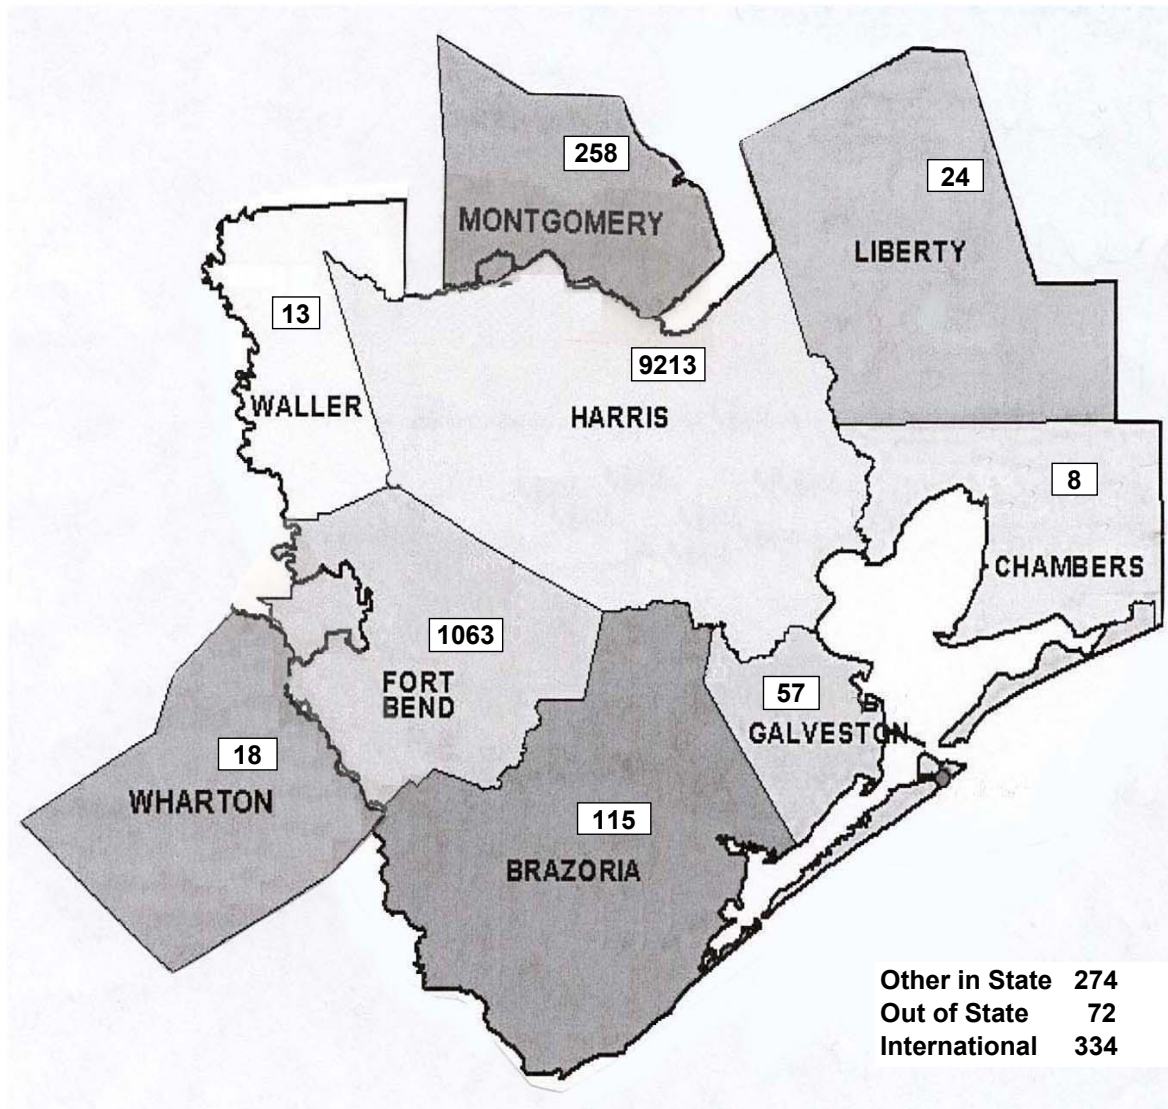 258
MONTGOMERY
24
LIBERTY
13
WALLER
9213
HARRIS
8
CHAMBERS
1063
FORT
BEND
57
GALVESTON
18
WHARTON
115
BRAZORIA
Other in State 274
Out of State 72
International 334